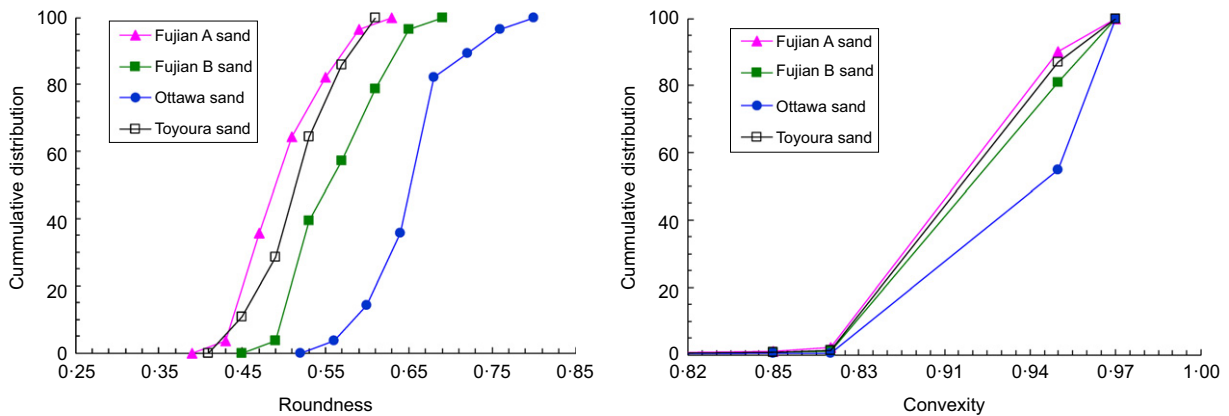 100
80
60
40
20
0
Cummulative distribution
Fujian A sand
Fujian B sand
Ottawa sand
Toyoura sand
0·25 0·35 0·45 0·55 0·65 0·75 0·85
Roundness
100
80
60
40
20
0
Cummulative distribution
Fujian A sand
Fujian B sand
Ottawa sand
Toyoura sand
0·82 0·85 0·83 0·91 0·94 0·97 1·00
Convexity